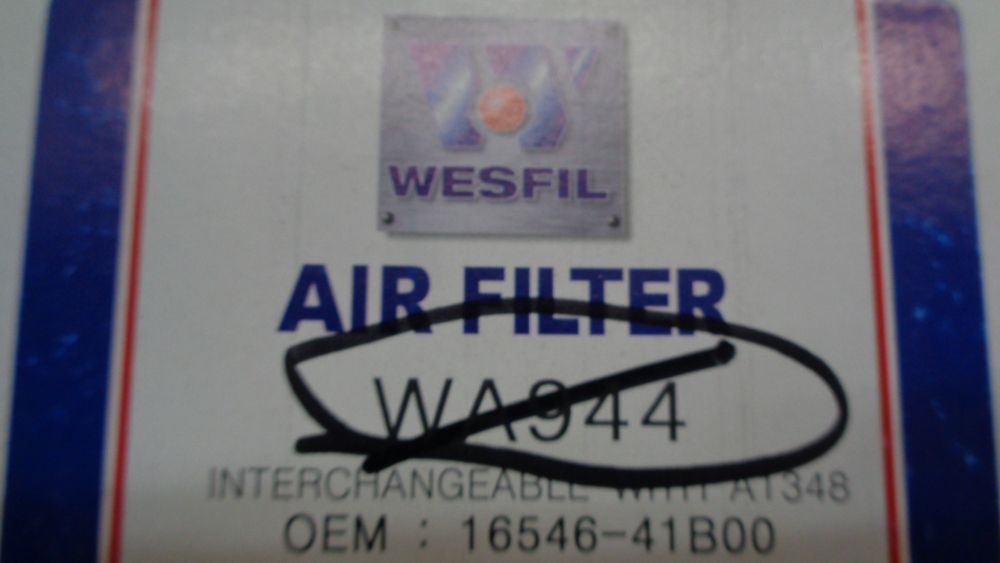 WESFIL
AIR FILTER
WA944
INTERCHANGEABLE WITH A1348
OEM : 16546-41B00